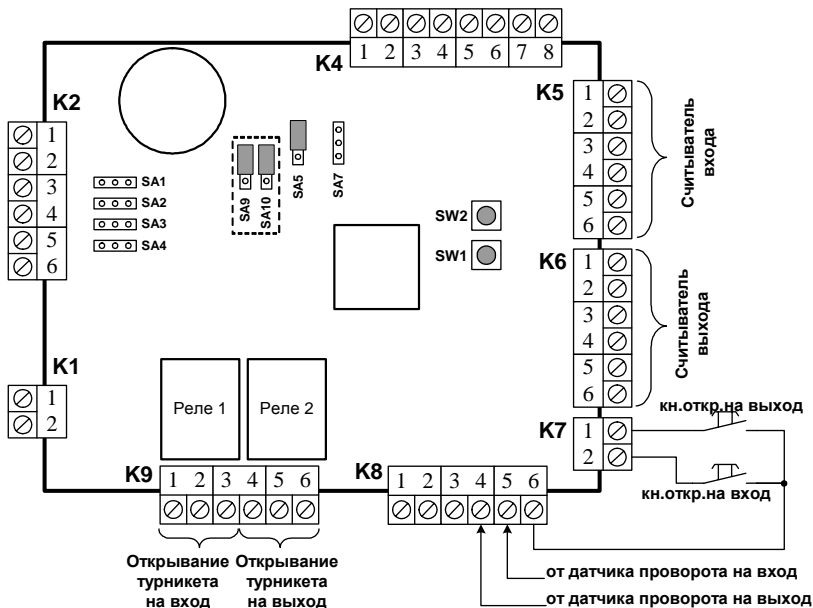 K4
1 2 3 4 5 6 7 8
K2
1
2
3
4
5
6
SA1
SA2
SA3
SA4
SA9
SA10
SA5
SA7
SW2
SW1
K5
1
2
3
4
5
6
Считыватель
входа
K6
1
2
3
4
5
6
Считыватель
выхода
K1
1
2
Реле 1
Реле 2
K7
1
2
кн.откр.на выход
кн.откр.на вход
K9
1 2 3 4 5 6
K8
1 2 3 4 5 6
Открывание
турникета
на вход
Открывание
турникета
на выход
от датчика проворота на вход
от датчика проворота на выход